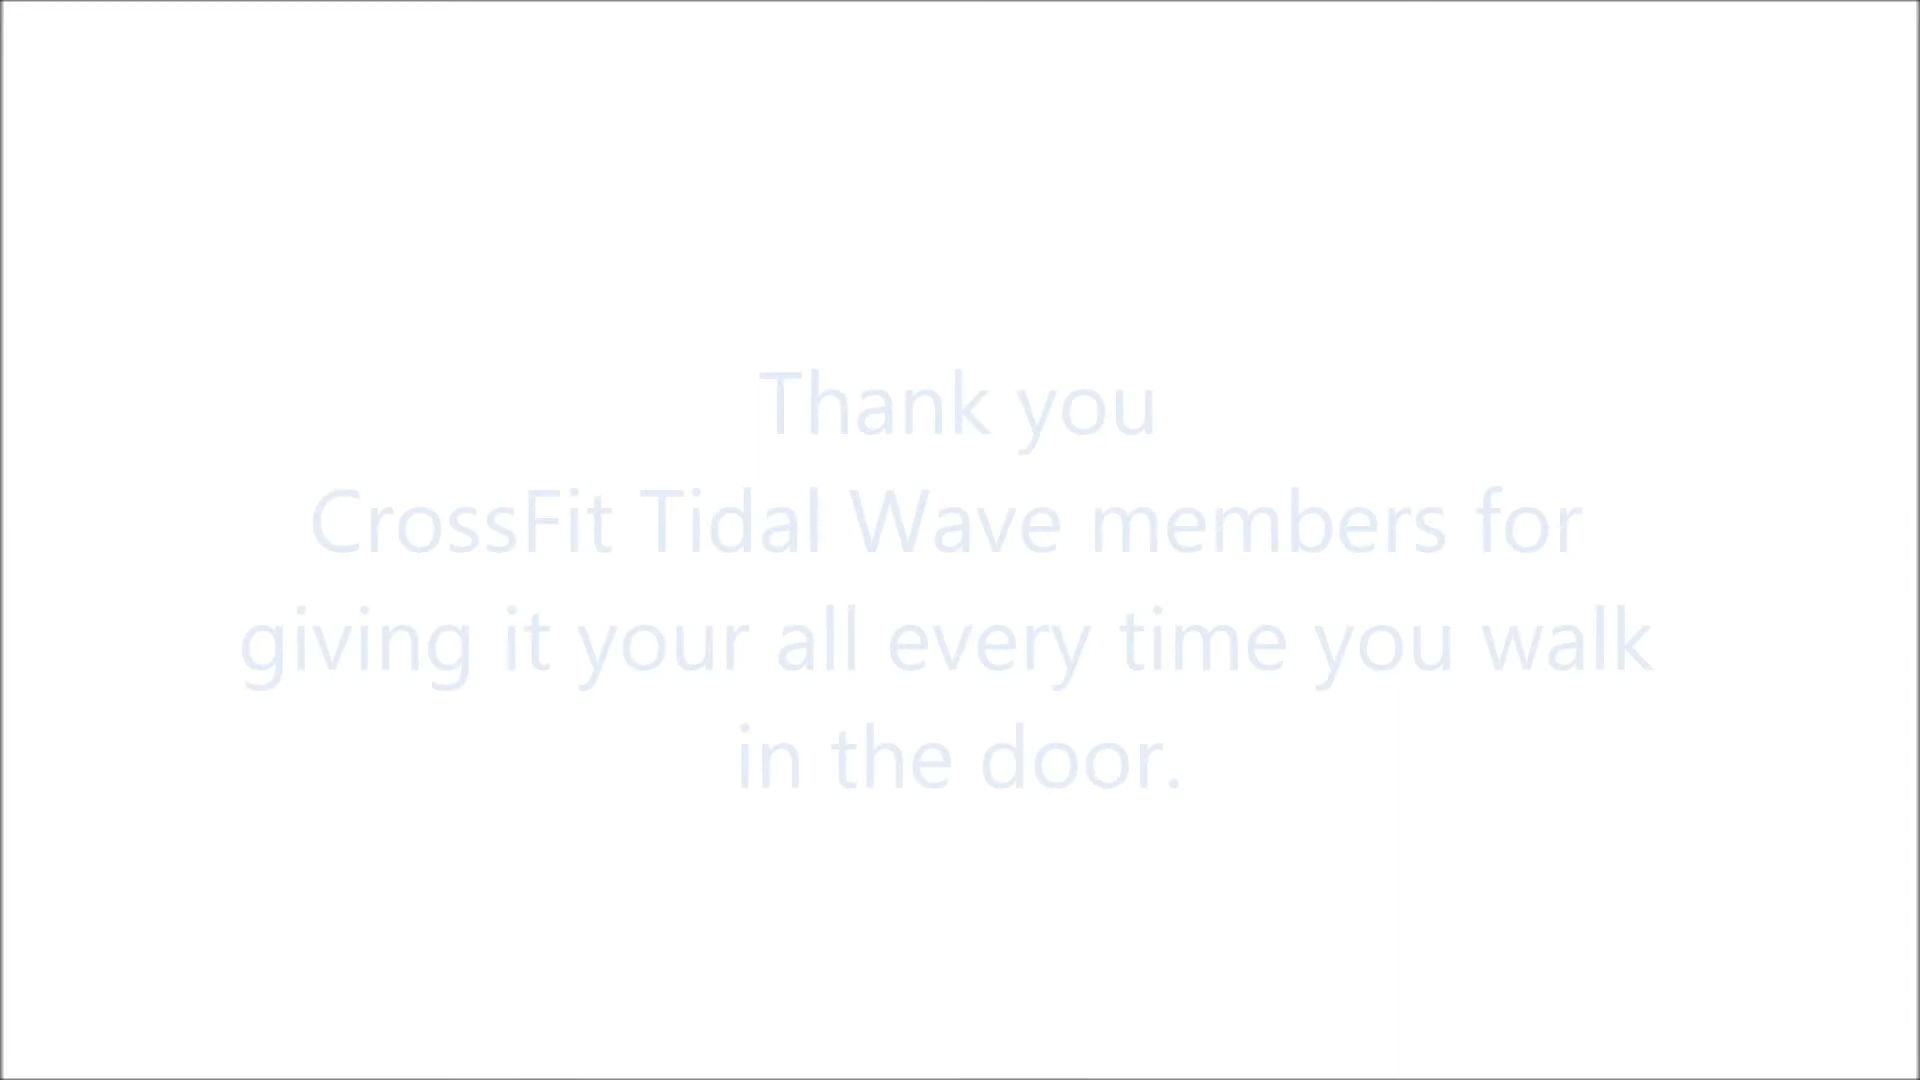 Thank you
CrossFit Tidal Wave members for
giving it your all every time you walk
in the door.